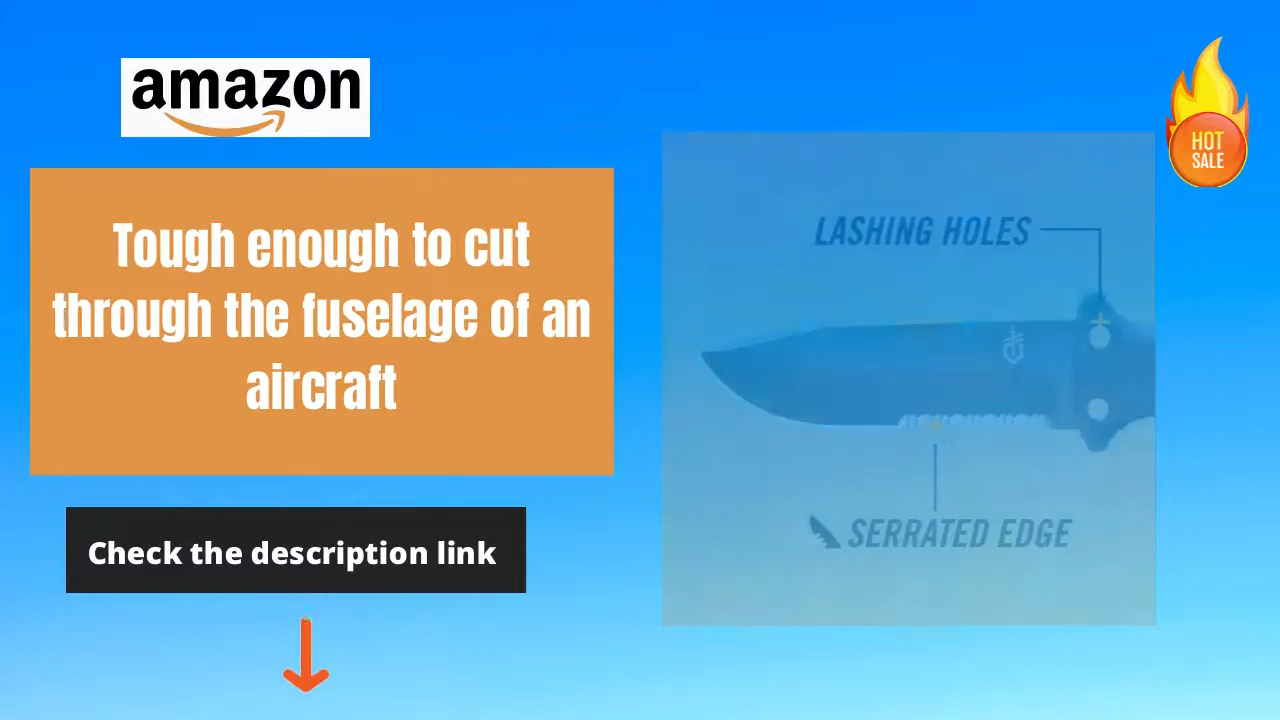 amazon
HOT
SALE
Tough enough to cut
through the fuselage of an
aircraft
LASHING HOLES
SERRATED EDGE
Check the description link